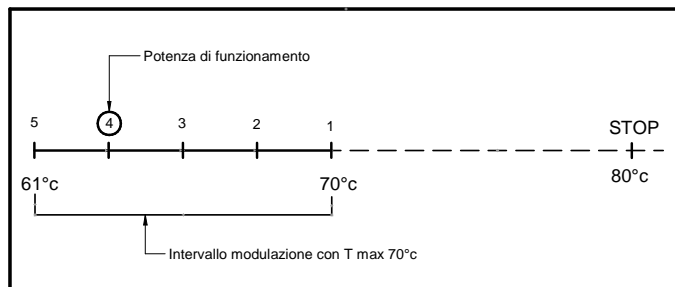 Potenza di funzionamento
5 4 3 2 1 STOP
61°c 70°c 80°c
Intervallo modulazione con T max 70°c